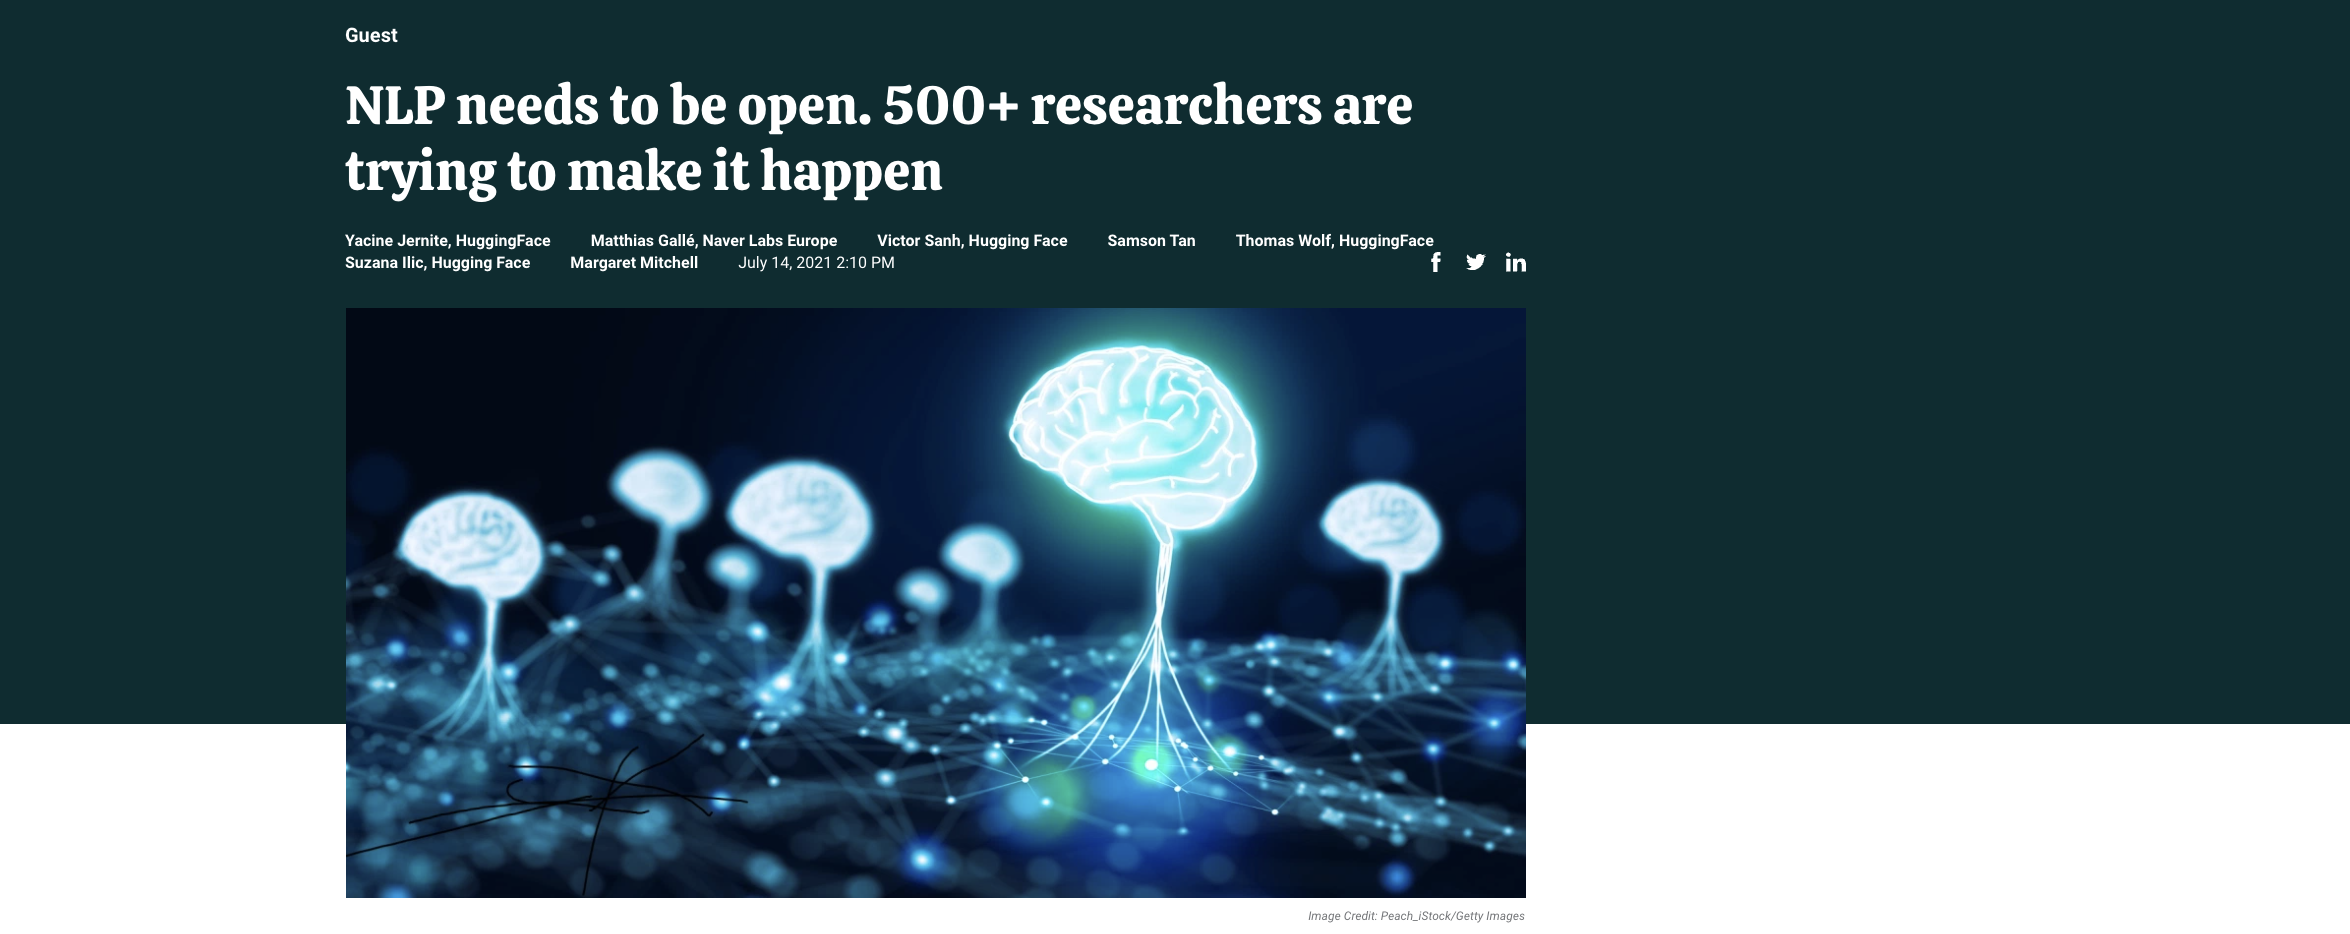 Guest
NLP needs to be open. 500+ researchers are
trying to make it happen
Yacine Jernite, HuggingFace Matthias Gallé, Naver Labs Europe Victor Sanh, Hugging Face Samson Tan Thomas Wolf, HuggingFace
Suzana Ilic, Hugging Face Margaret Mitchell July 14, 2021 2:10 PM
Image Credit: Peach_iStock/Getty Images